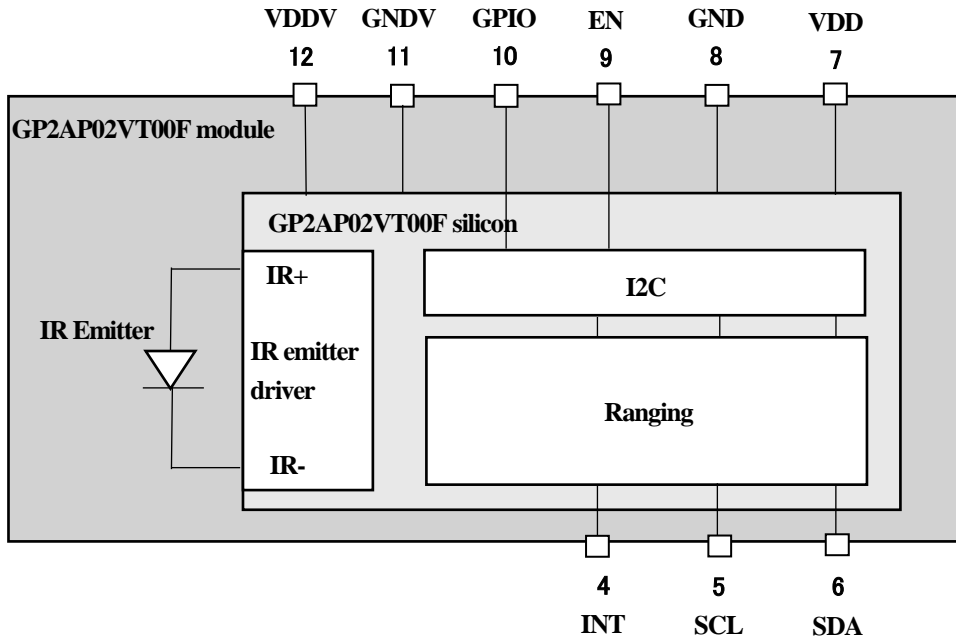 VDDV GNDV GPIO EN GND VDD
12 11 10 9 8 7
GP2AP02VT00F module
GP2AP02VT00F silicon
IR+
I2C
IR Emitter
IR emitter
driver
Ranging
IR-
4 5 6
INT SCL SDA